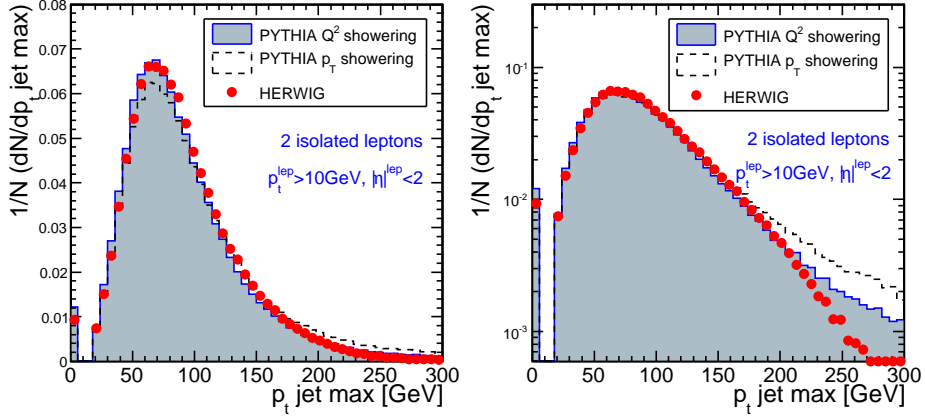 1/N (dN/dp_t jet max)
0.08
0.07
0.06
0.05
0.04
0.03
0.02
0.01
0
PYTHIA Q² showering
PYTHIA p_T showering
HERWIG
2 isolated leptons
p_t^lep>10GeV, |η|^lep<2
0 50 100 150 200 250 300
p_t jet max [GeV]
1/N (dN/dp_t jet max)
10⁻¹
10⁻²
10⁻³
PYTHIA Q² showering
PYTHIA p_T showering
HERWIG
2 isolated leptons
p_t^lep>10GeV, |η|^lep<2
0 50 100 150 200 250 300
p_t jet max [GeV]